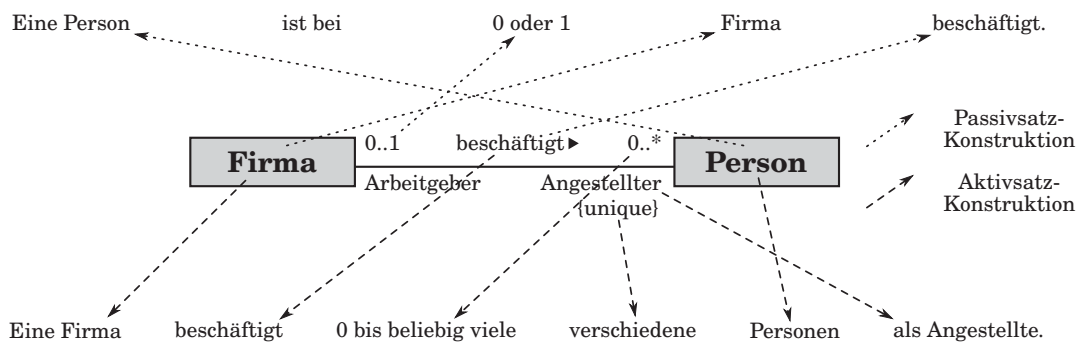 Eine Person ist bei 0 oder 1 Firma beschäftigt.
0..1 beschäftigt ▶ 0..*
Firma Person
Arbeitgeber Angestellter
{unique}
Passivsatz-
Konstruktion
Aktivsatz-
Konstruktion
Eine Firma beschäftigt 0 bis beliebig viele verschiedene Personen als Angestellte.